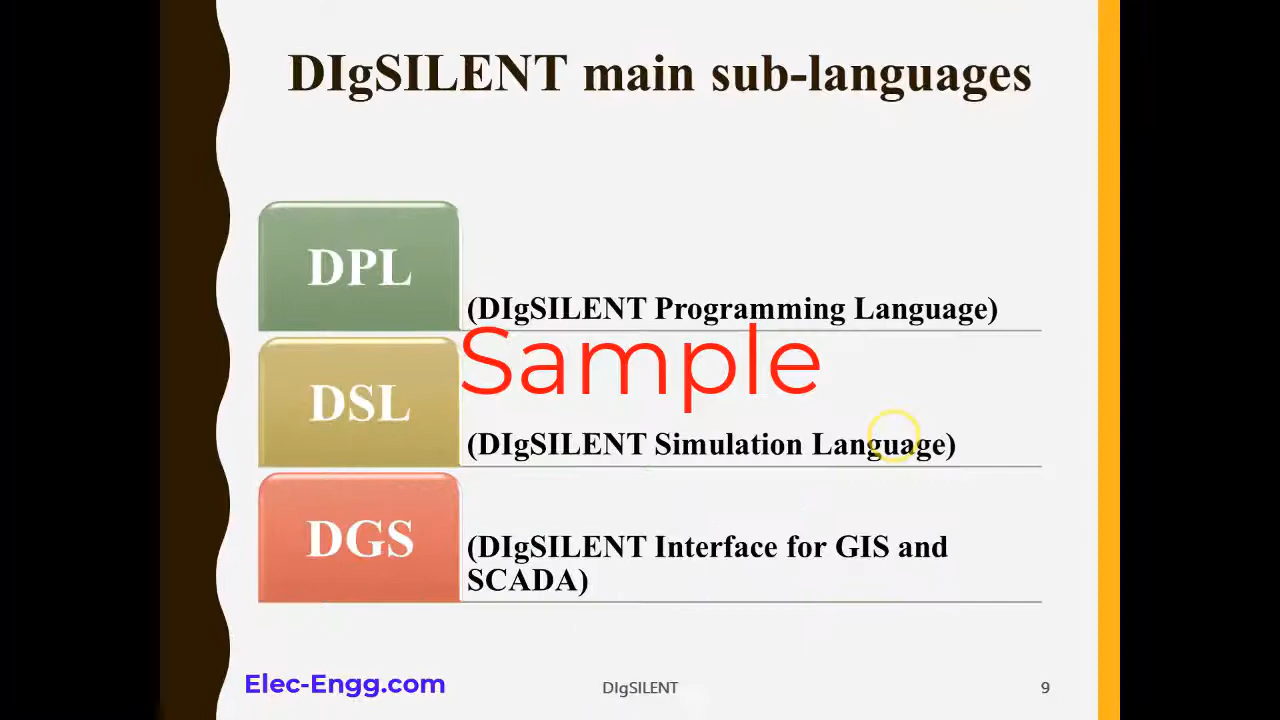 DIgSILENT main sub-languages
DPL
(DIgSILENT Programming Language)
Sample
DSL
(DIgSILENT Simulation Language)
DGS
(DIgSILENT Interface for GIS and
SCADA)
Elec-Engg.com
DIgSILENT
9